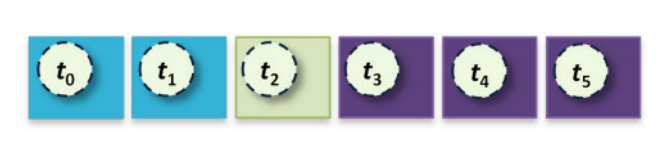 t₀ t₁ t₂ t₃ t₄ t₅